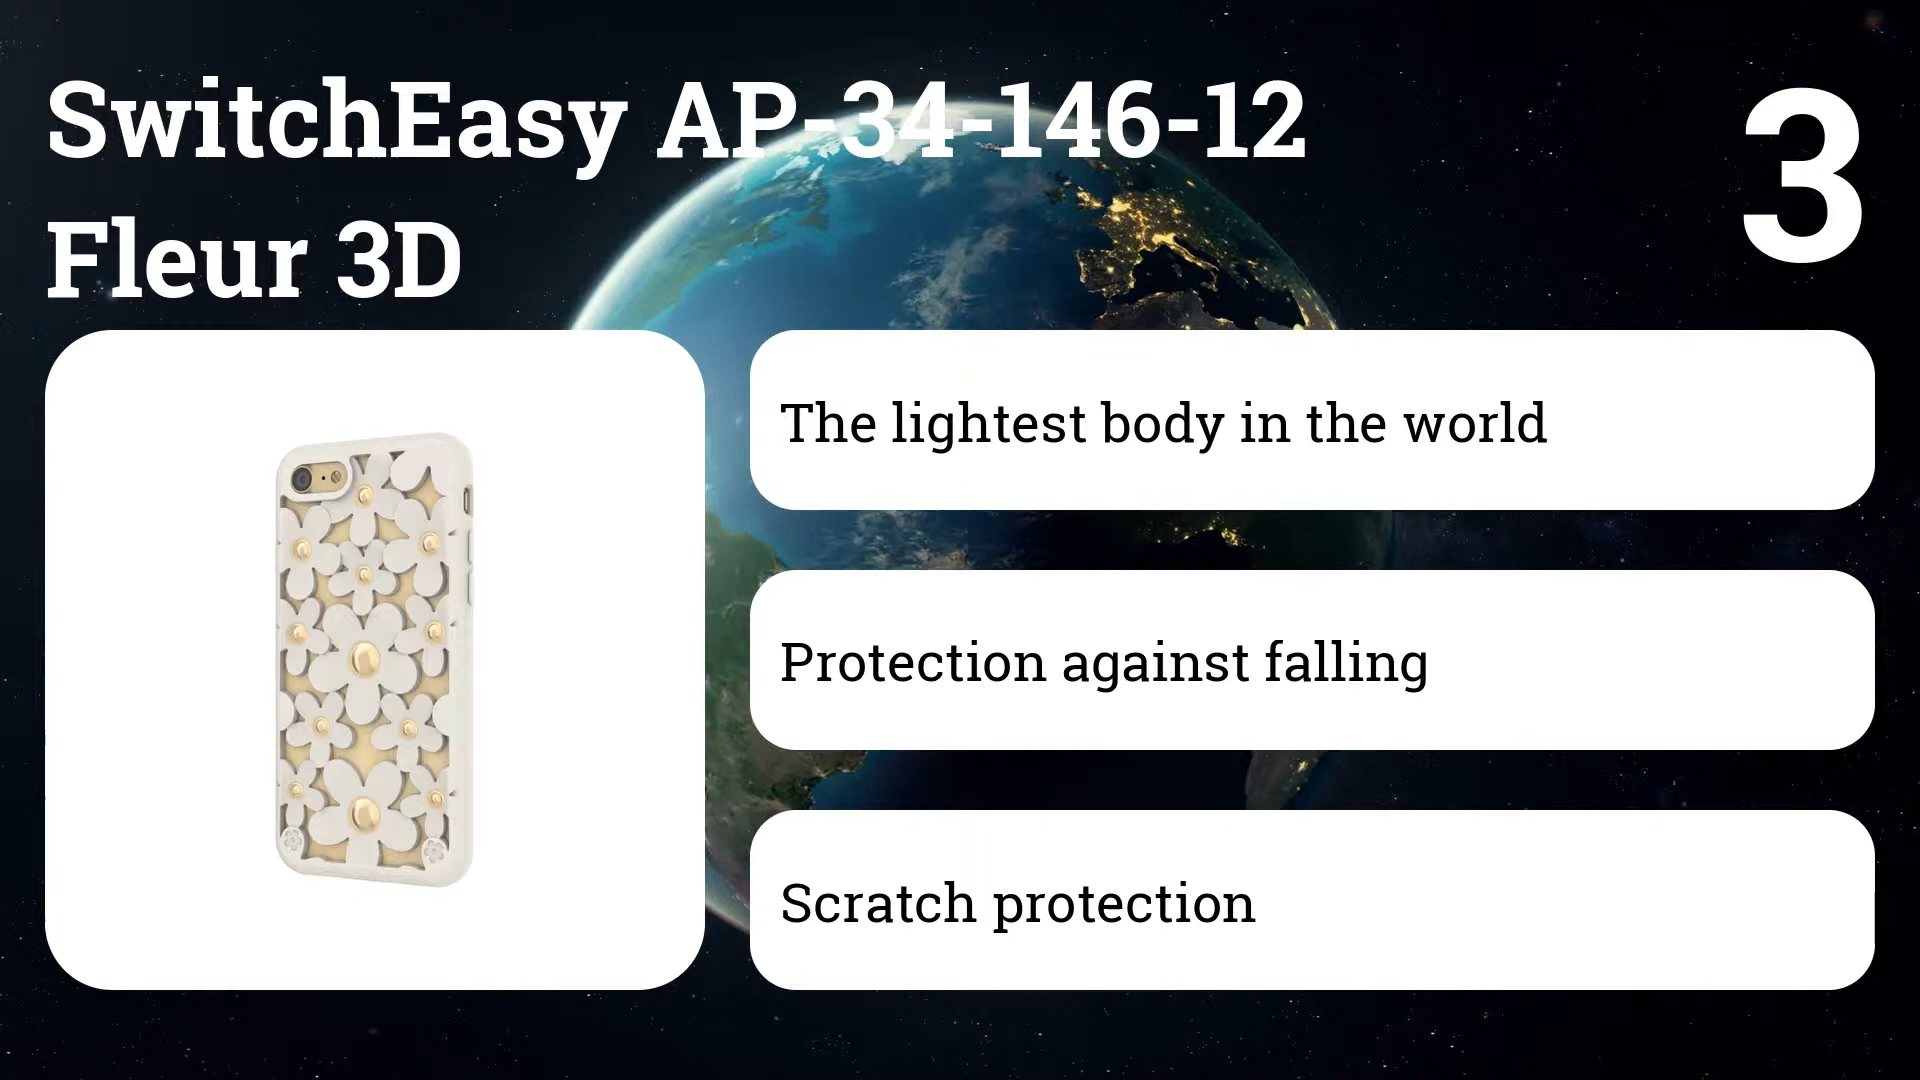 SwitchEasy AP-34-146-12
Fleur 3D
3
The lightest body in the world
Protection against falling
Scratch protection